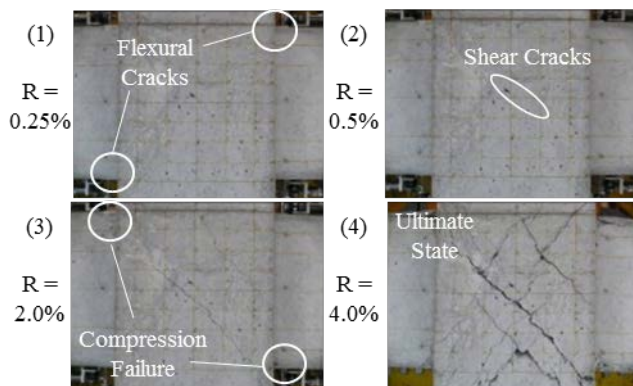 (1)
Flexural
Cracks
R =
0.25%
(2)
Shear Cracks
R =
0.5%
(3)
R =
2.0%
Compression
Failure
(4)
Ultimate
State
R =
4.0%